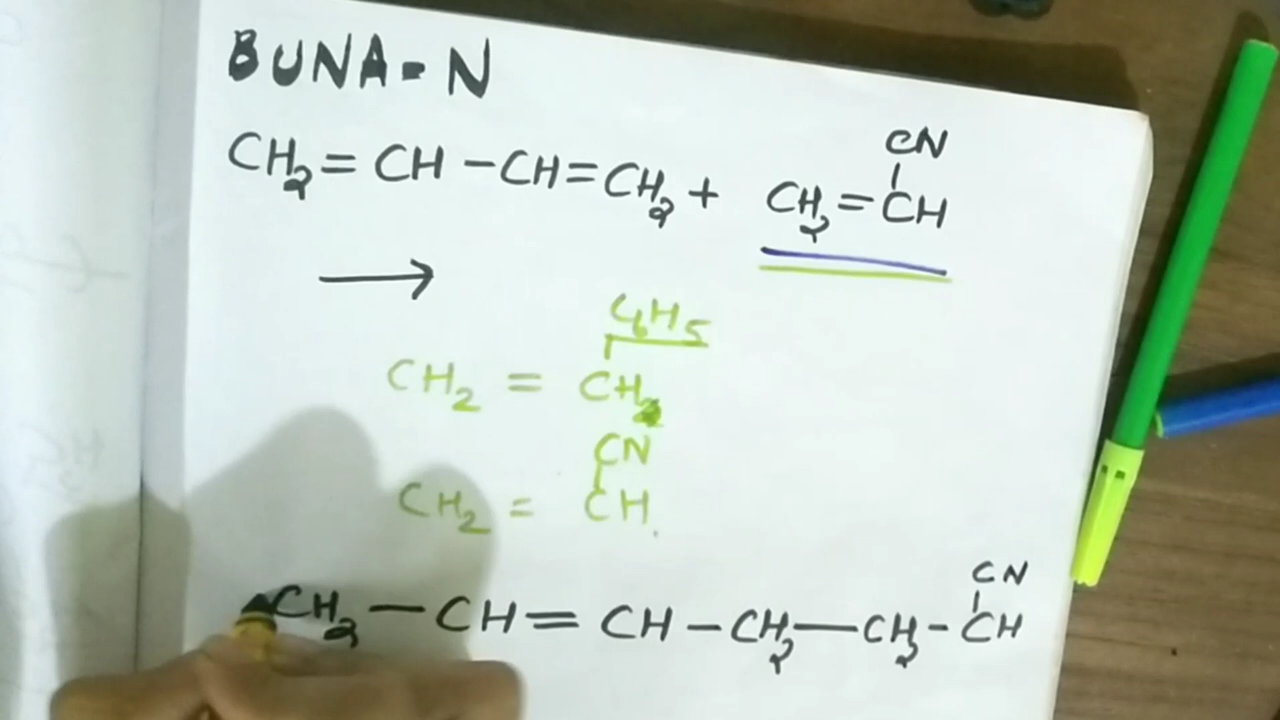 BUNA-N
CN
CH2=CH-CH=CH2+ CH2=CH
→
C6H5
CH2 = CH
CN
CH2 = CH.
CN
CH2-CH=CH-CH2-CH2-CH